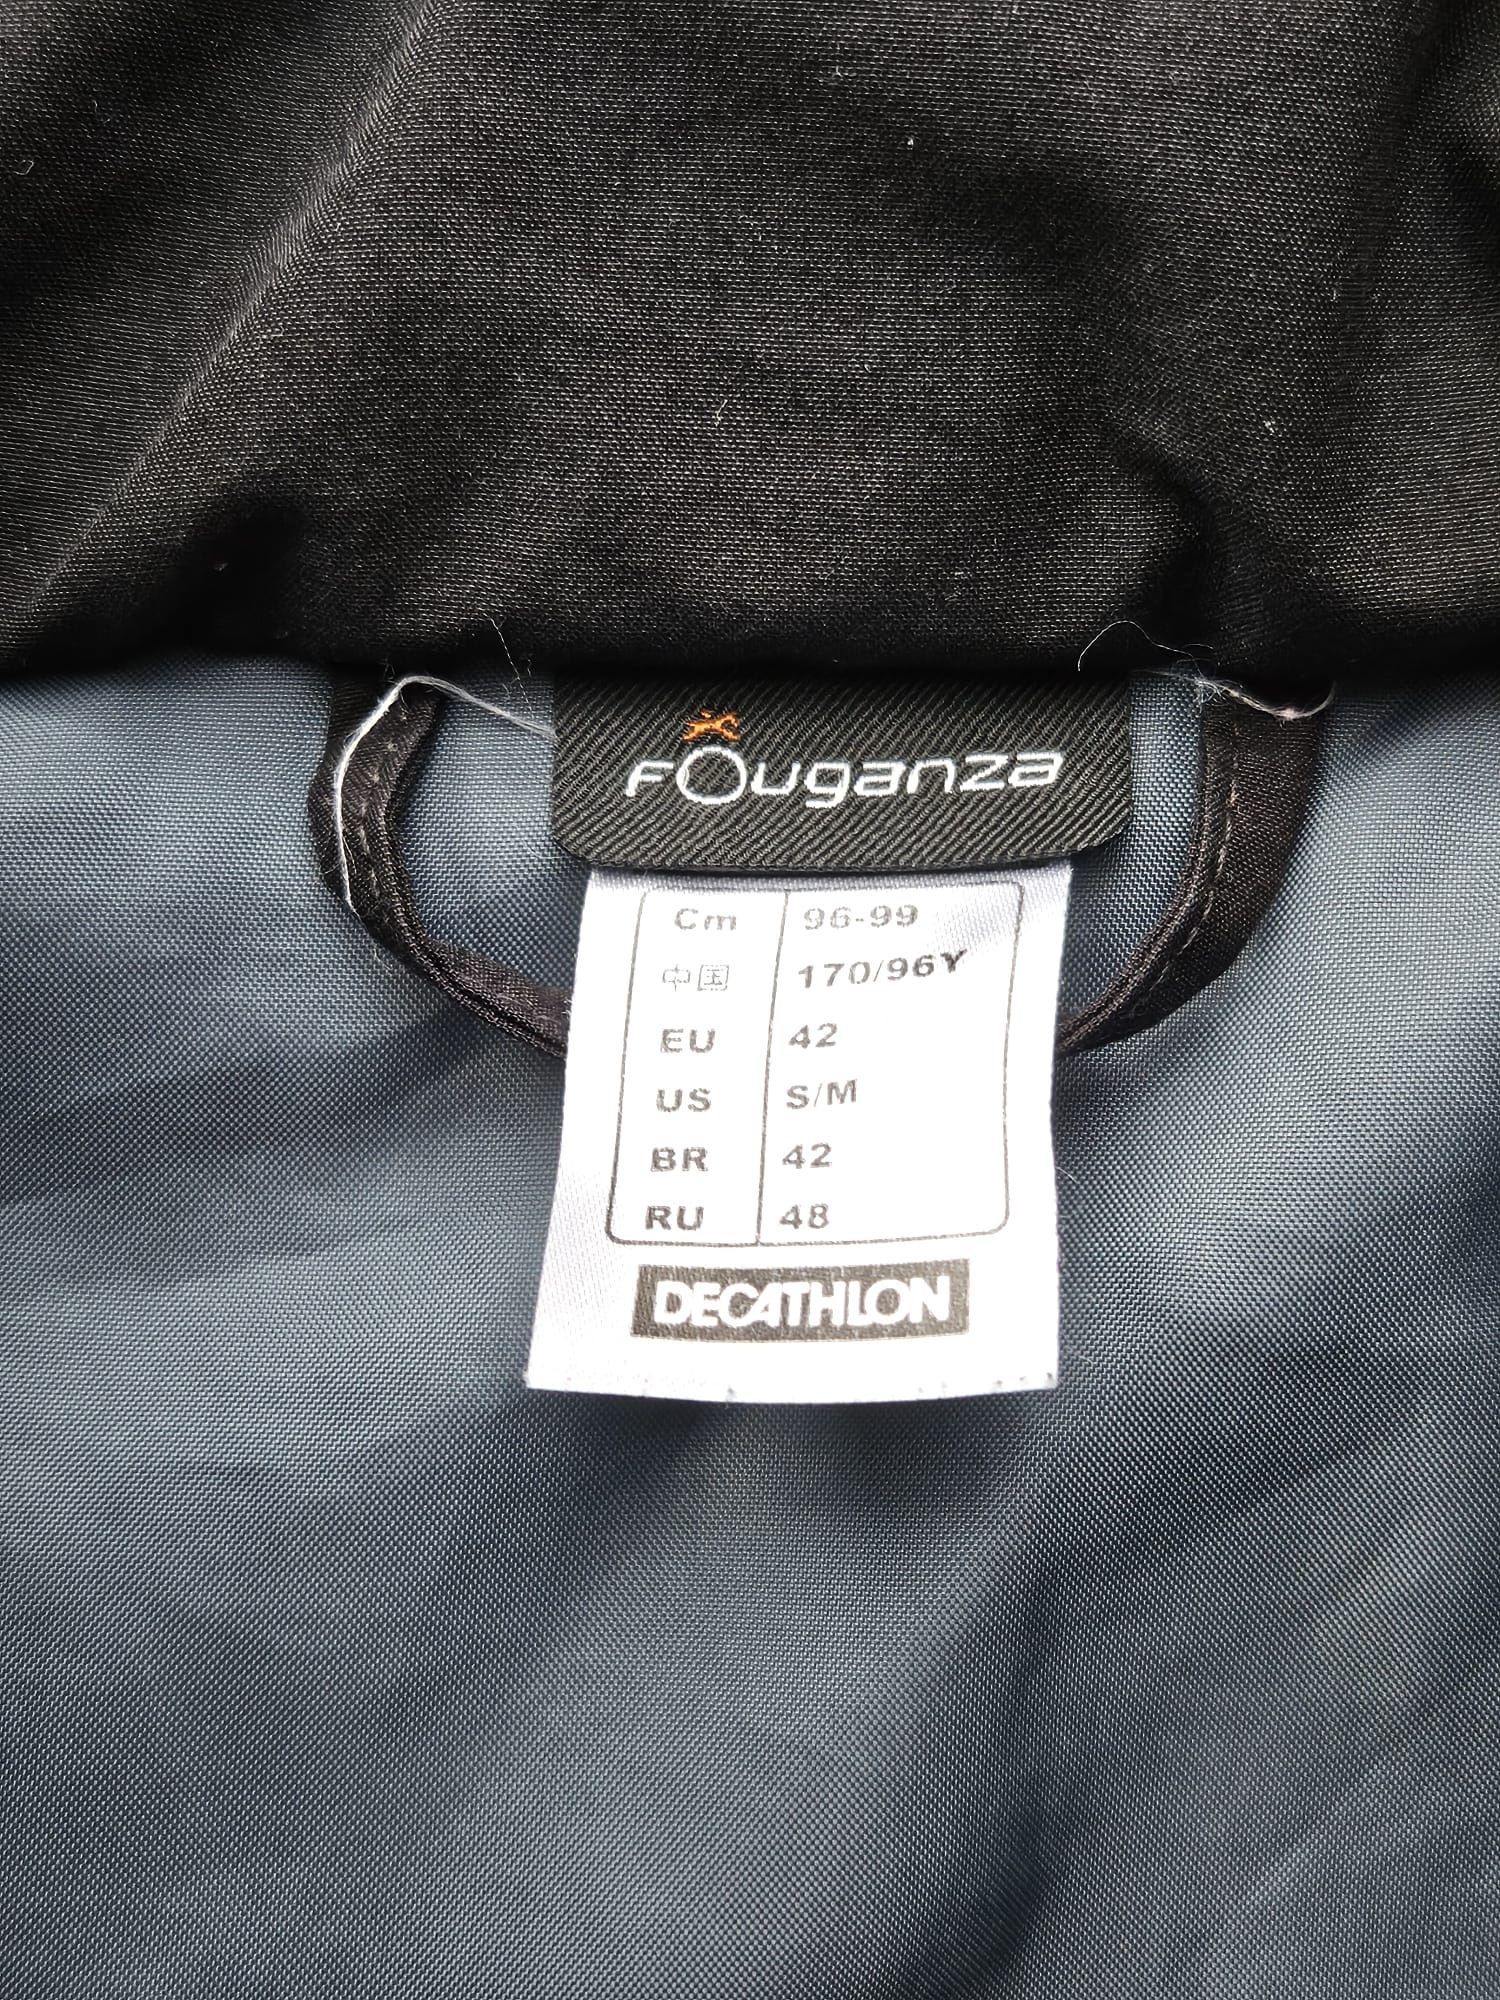 Fouganza
Cm 96-99
中国 170/96Y
EU 42
US S/M
BR 42
RU 48
DECATHLON